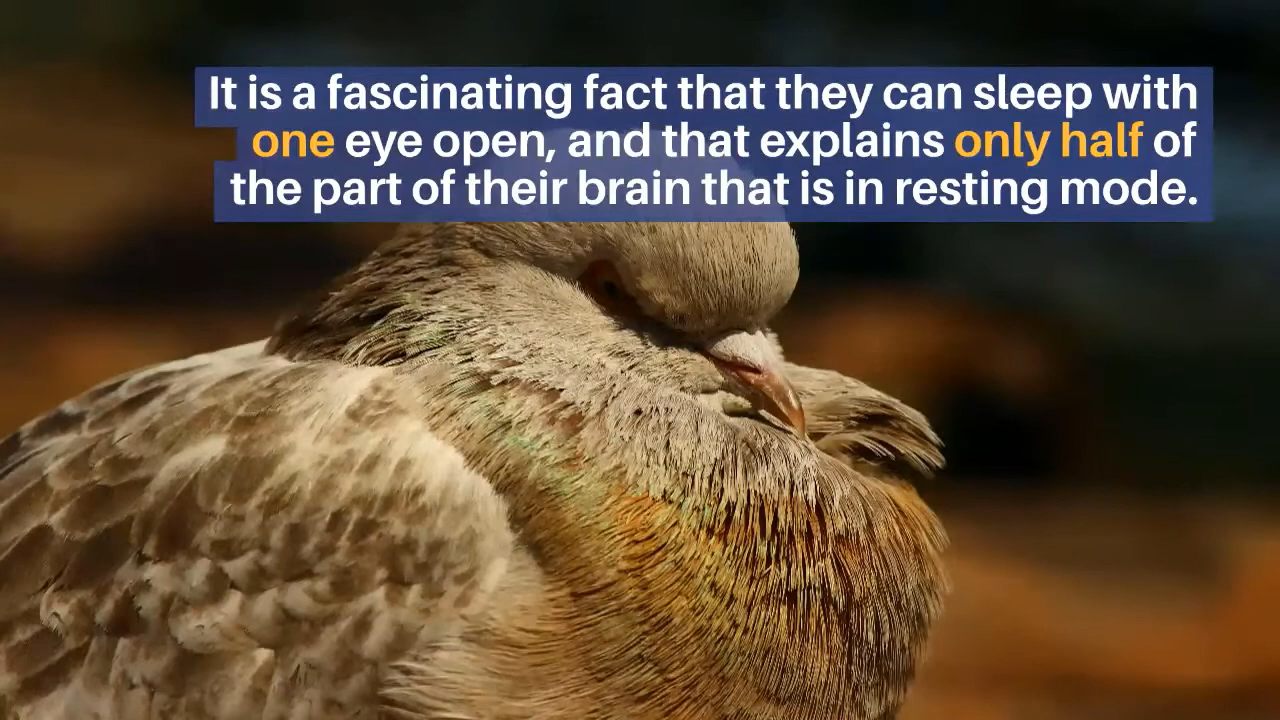 It is a fascinating fact that they can sleep with
one eye open, and that explains only half of
the part of their brain that is in resting mode.